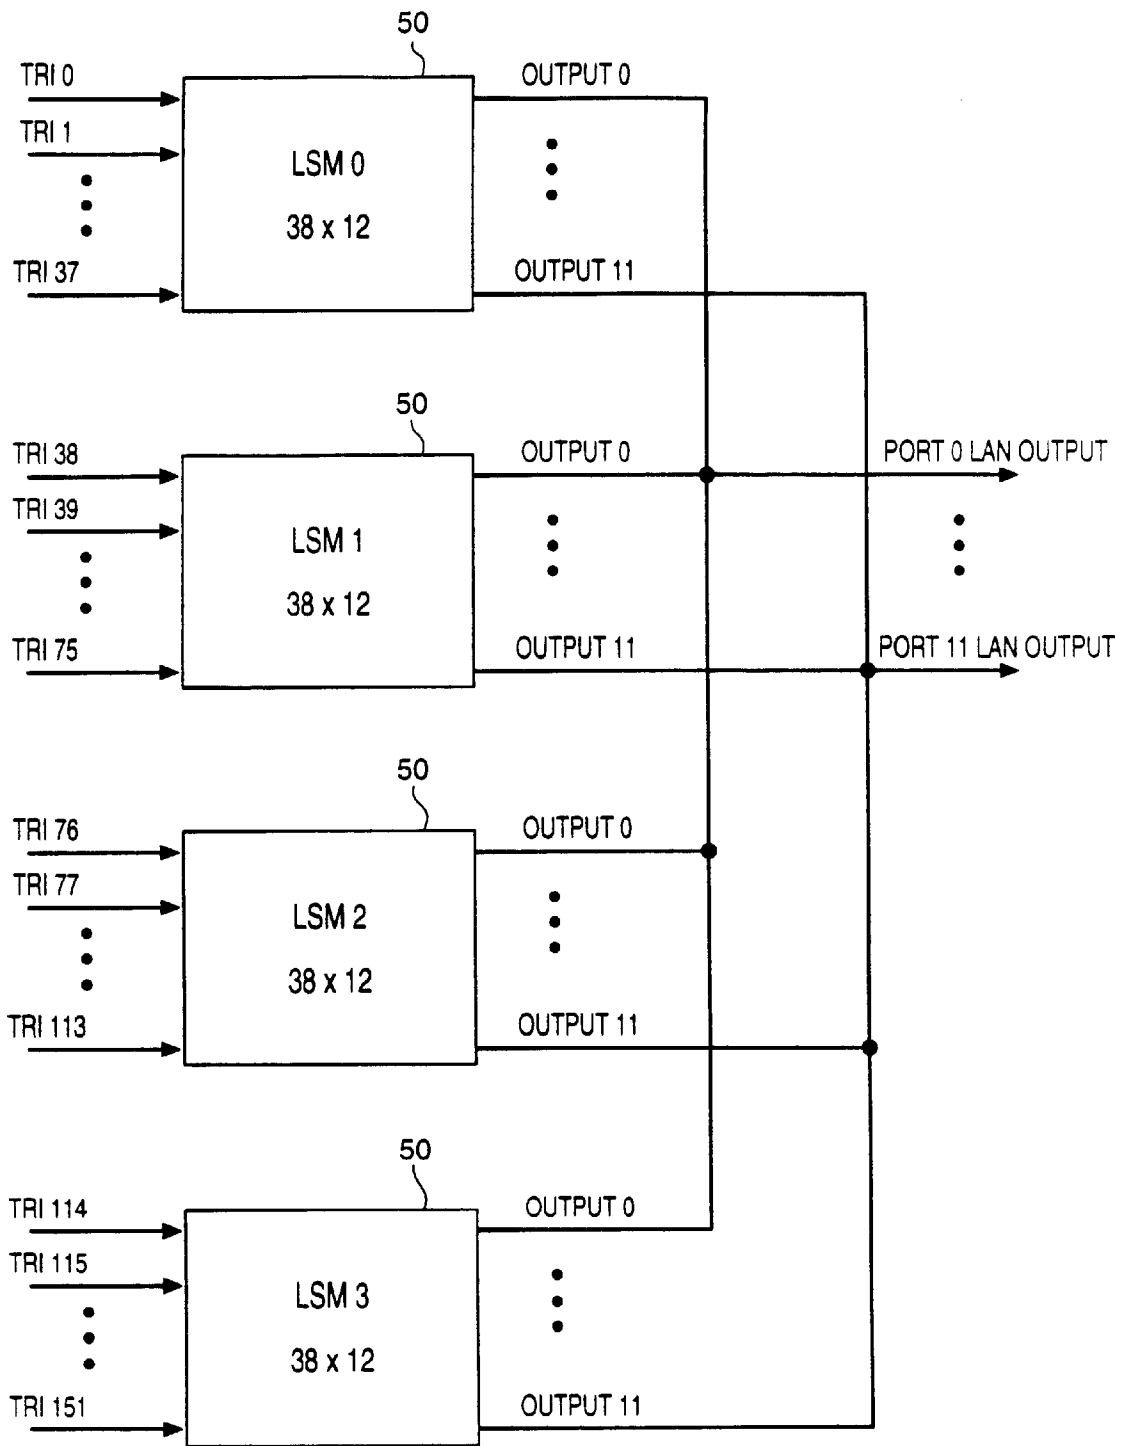 50
TRI 0
OUTPUT 0
TRI 1
LSM 0
38 x 12
TRI 37
OUTPUT 11
50
TRI 38
OUTPUT 0
PORT 0 LAN OUTPUT
TRI 39
LSM 1
38 x 12
TRI 75
OUTPUT 11
PORT 11 LAN OUTPUT
50
TRI 76
OUTPUT 0
TRI 77
LSM 2
38 x 12
TRI 113
OUTPUT 11
50
TRI 114
OUTPUT 0
TRI 115
LSM 3
38 x 12
TRI 151
OUTPUT 11